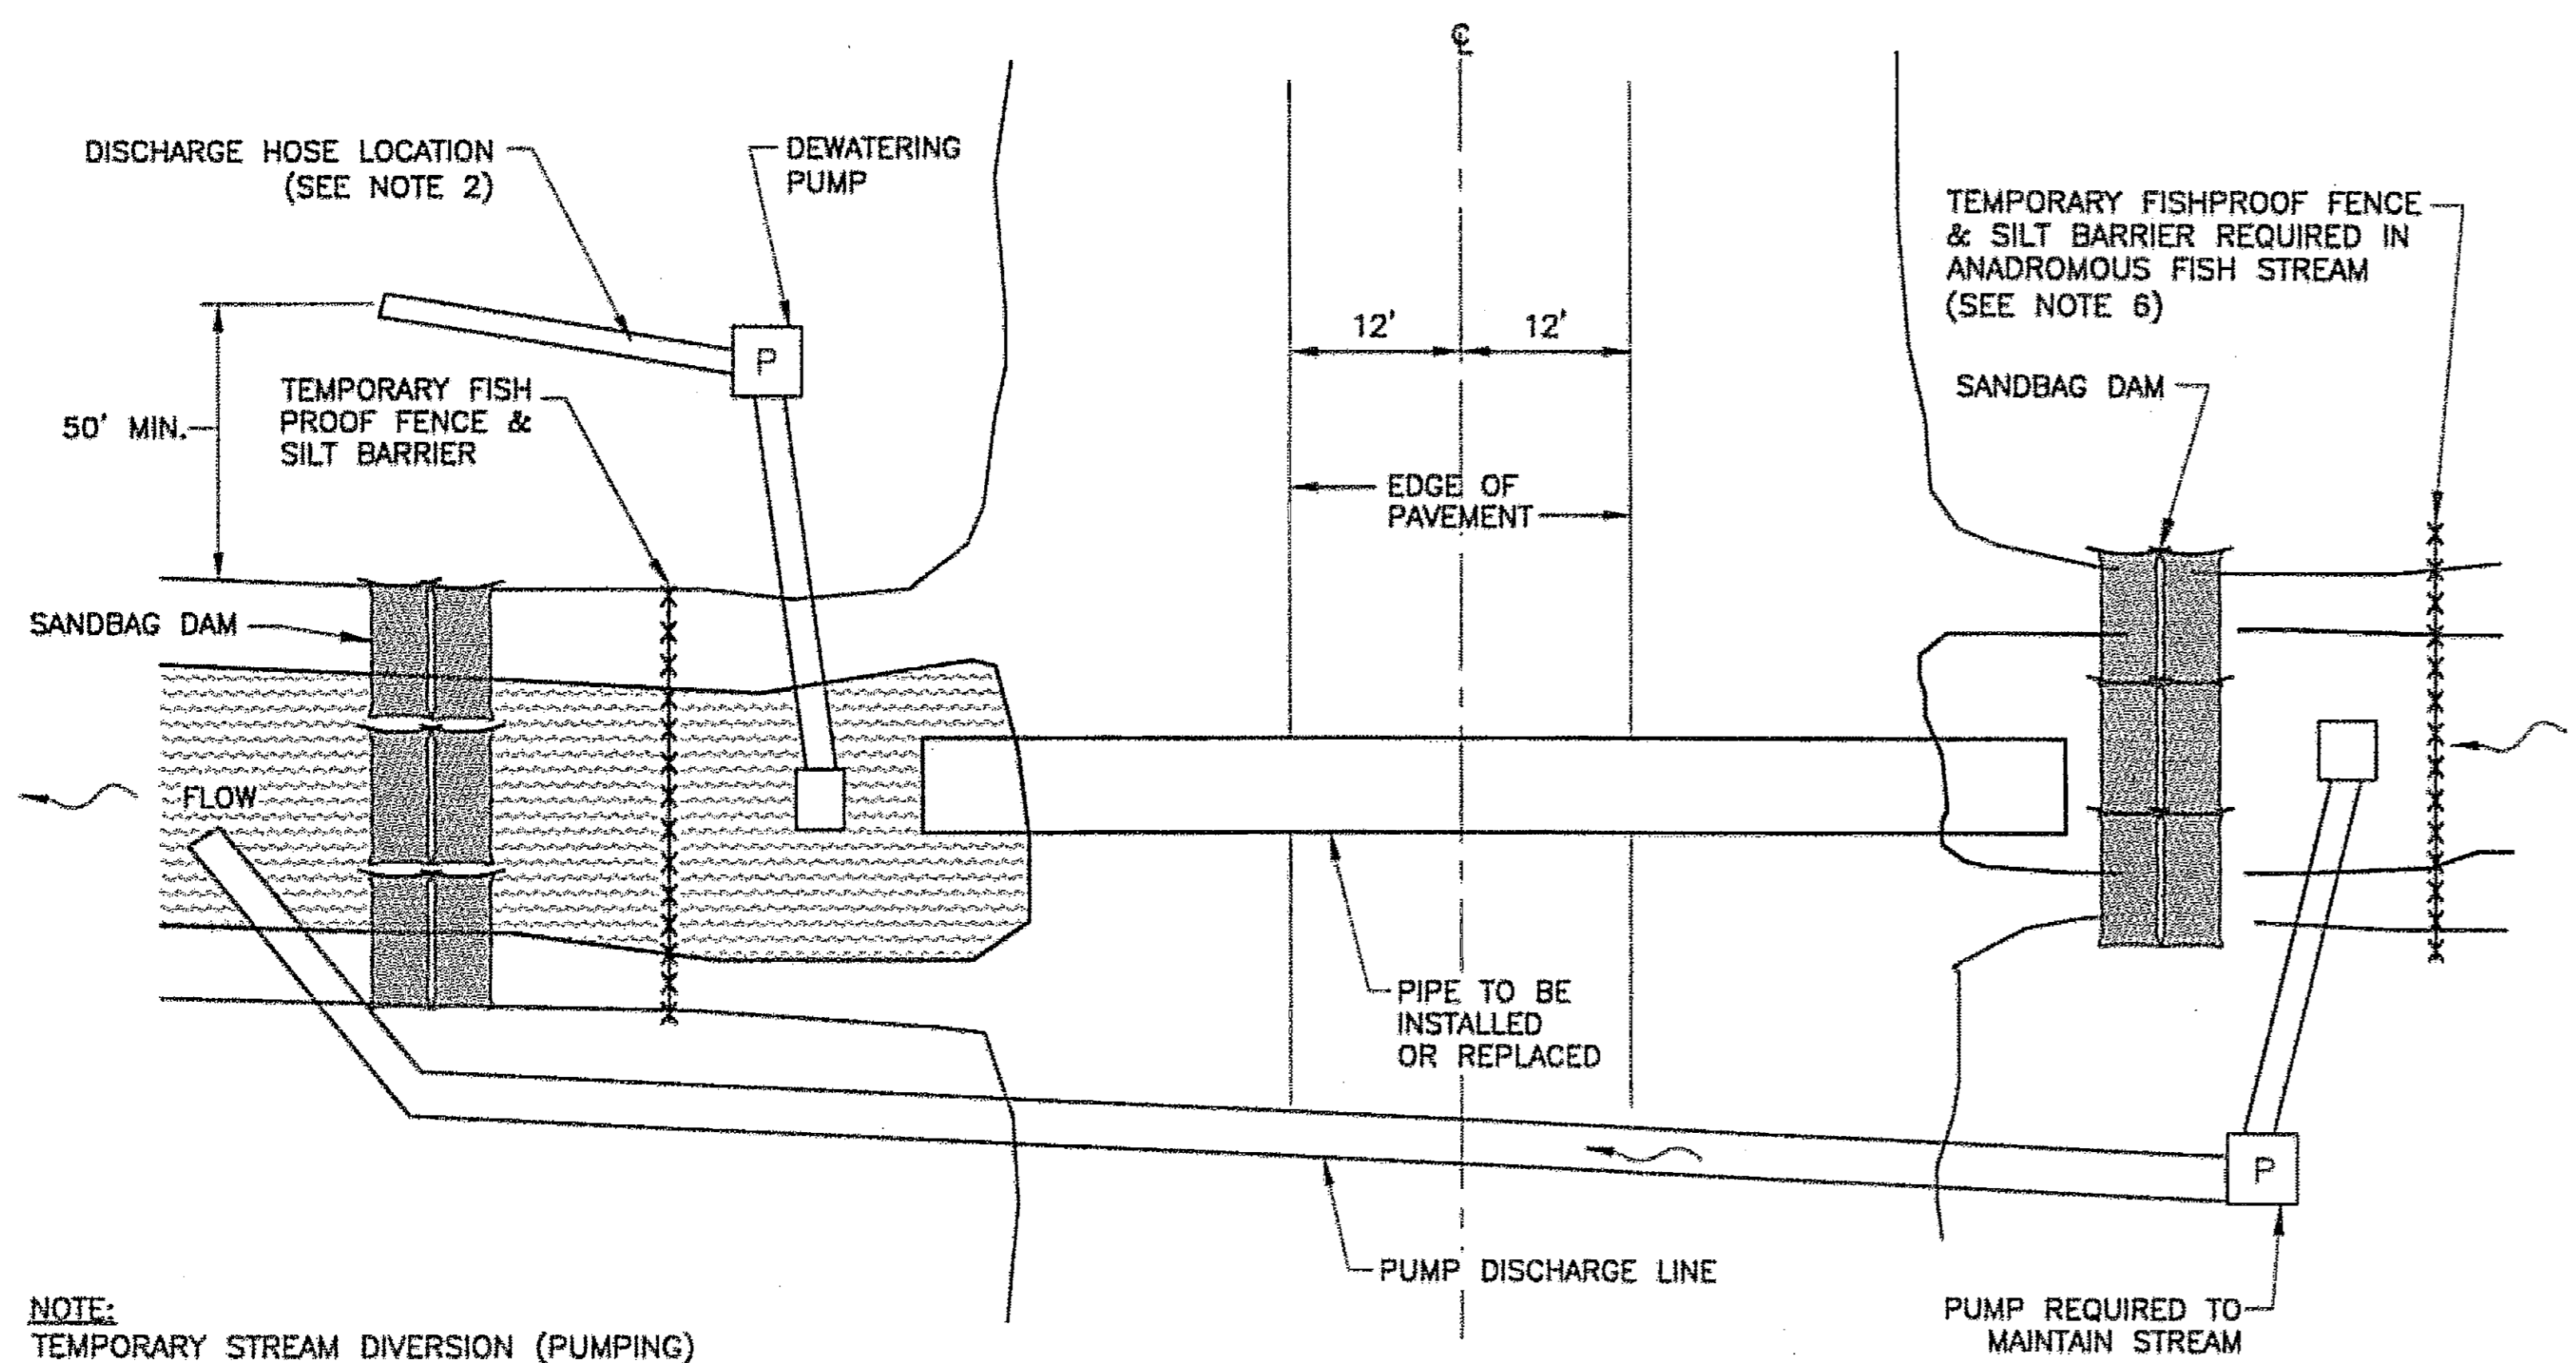 ℄
DISCHARGE HOSE LOCATION
(SEE NOTE 2)
DEWATERING
PUMP
TEMPORARY FISHPROOF FENCE
& SILT BARRIER REQUIRED IN
ANADROMOUS FISH STREAM
(SEE NOTE 6)
12'
12'
P
TEMPORARY FISH
PROOF FENCE &
SILT BARRIER
50' MIN.
SANDBAG DAM
EDGE OF
PAVEMENT
SANDBAG DAM
FLOW
PIPE TO BE
INSTALLED
OR REPLACED
P
PUMP DISCHARGE LINE
PUMP REQUIRED TO
MAINTAIN STREAM
NOTE:
TEMPORARY STREAM DIVERSION (PUMPING)